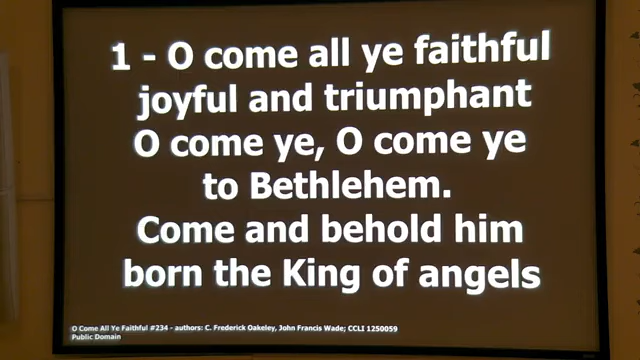 1 - O come all ye faithful
joyful and triumphant
O come ye, O come ye
to Bethlehem.
Come and behold him
born the King of angels
O Come All Ye Faithful #234 - authors: C. Frederick Oakeley, John Francis Wade; CCLI 1250059
Public Domain